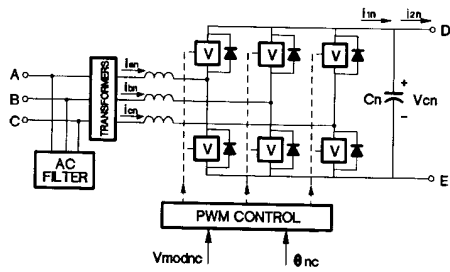 i1n i2n
D
V V V
A
B
C
TRANSFORMERS
ian
ibn
icn
Cn + Vcn −
AC
FILTER
V V V
E
PWM CONTROL
Vmodnc θnc